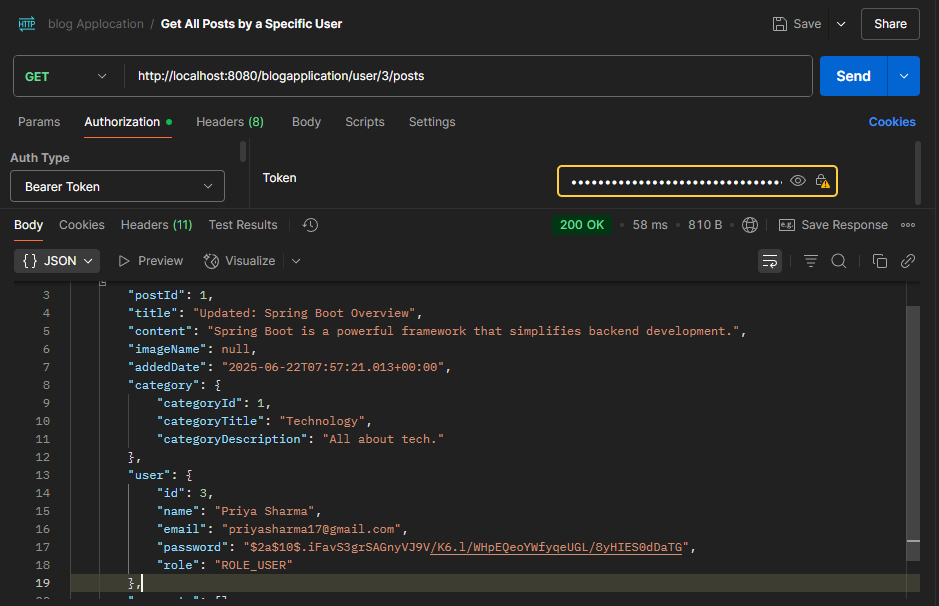 HTTP blog Applocation / Get All Posts by a Specific User Save Share
GET http://localhost:8080/blogapplication/user/3/posts Send
Params Authorization Headers (8) Body Scripts Settings Cookies
Auth Type
Bearer Token
Token
Body Cookies Headers (11) Test Results 200 OK • 58 ms • 810 B • e.g. Save Response
{} JSON Preview Visualize
3 "postId": 1,
4 "title": "Updated: Spring Boot Overview",
5 "content": "Spring Boot is a powerful framework that simplifies backend development.",
6 "imageName": null,
7 "addedDate": "2025-06-22T07:57:21.013+00:00",
8 "category": {
9 "categoryId": 1,
10 "categoryTitle": "Technology",
11 "categoryDescription": "All about tech."
12 },
13 "user": {
14 "id": 3,
15 "name": "Priya Sharma",
16 "email": "priyasharma17@gmail.com",
17 "password": "$2a$10$.iFavS3grSAGnyVJ9V/K6.l/WHpEQeoYWfyqeUGL/8yHIES0dDaTG",
18 "role": "ROLE_USER"
19 },